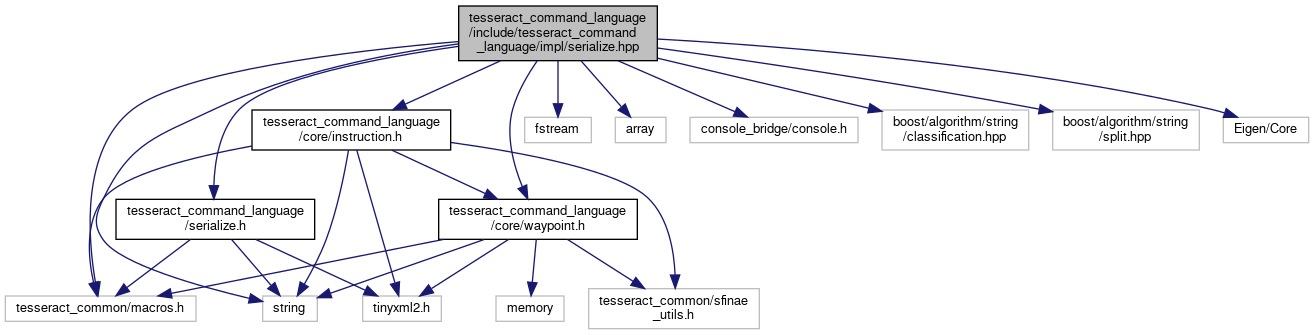 tesseract_command_language
/include/tesseract_command
_language/impl/serialize.hpp
tesseract_command_language
/core/instruction.h
fstream
array
console_bridge/console.h
boost/algorithm/string
/classification.hpp
boost/algorithm/string
/split.hpp
Eigen/Core
tesseract_command_language
/serialize.h
tesseract_command_language
/core/waypoint.h
tesseract_common/macros.h
string
tinyxml2.h
memory
tesseract_common/sfinae
_utils.h